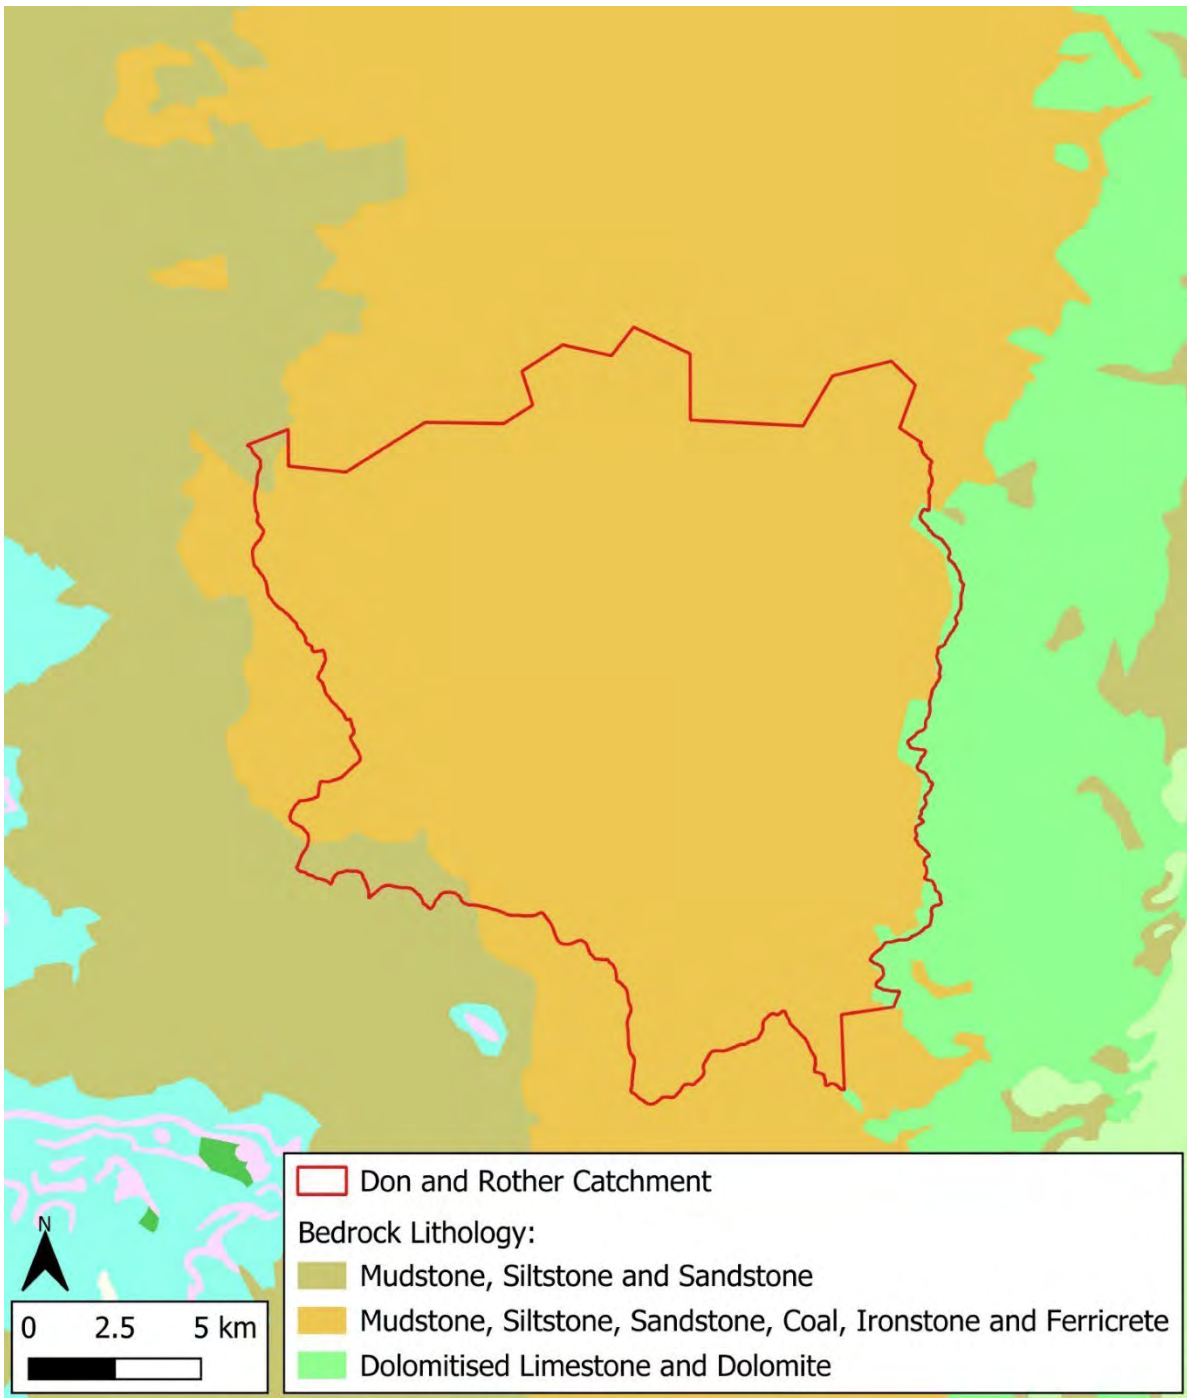 Don and Rother Catchment
Bedrock Lithology:
Mudstone, Siltstone and Sandstone
Mudstone, Siltstone, Sandstone, Coal, Ironstone and Ferricrete
Dolomitised Limestone and Dolomite
N
0 2.5 5 km